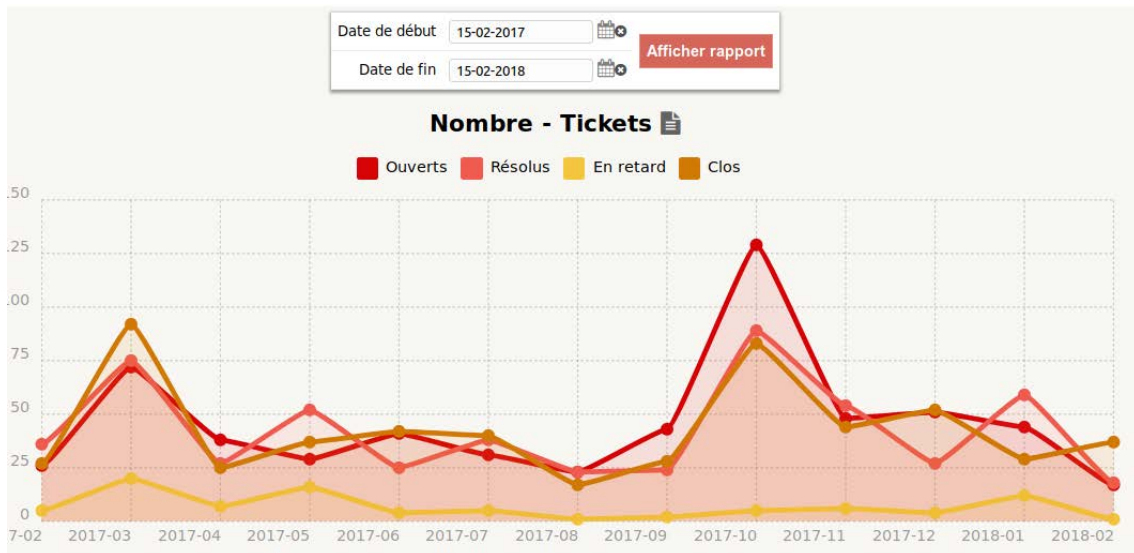 Date de début 15-02-2017
Afficher rapport
Date de fin 15-02-2018
Nombre - Tickets
Ouverts Résolus En retard Clos
50
25
00
75
50
25
0
7-02 2017-03 2017-04 2017-05 2017-06 2017-07 2017-08 2017-09 2017-10 2017-11 2017-12 2018-01 2018-02